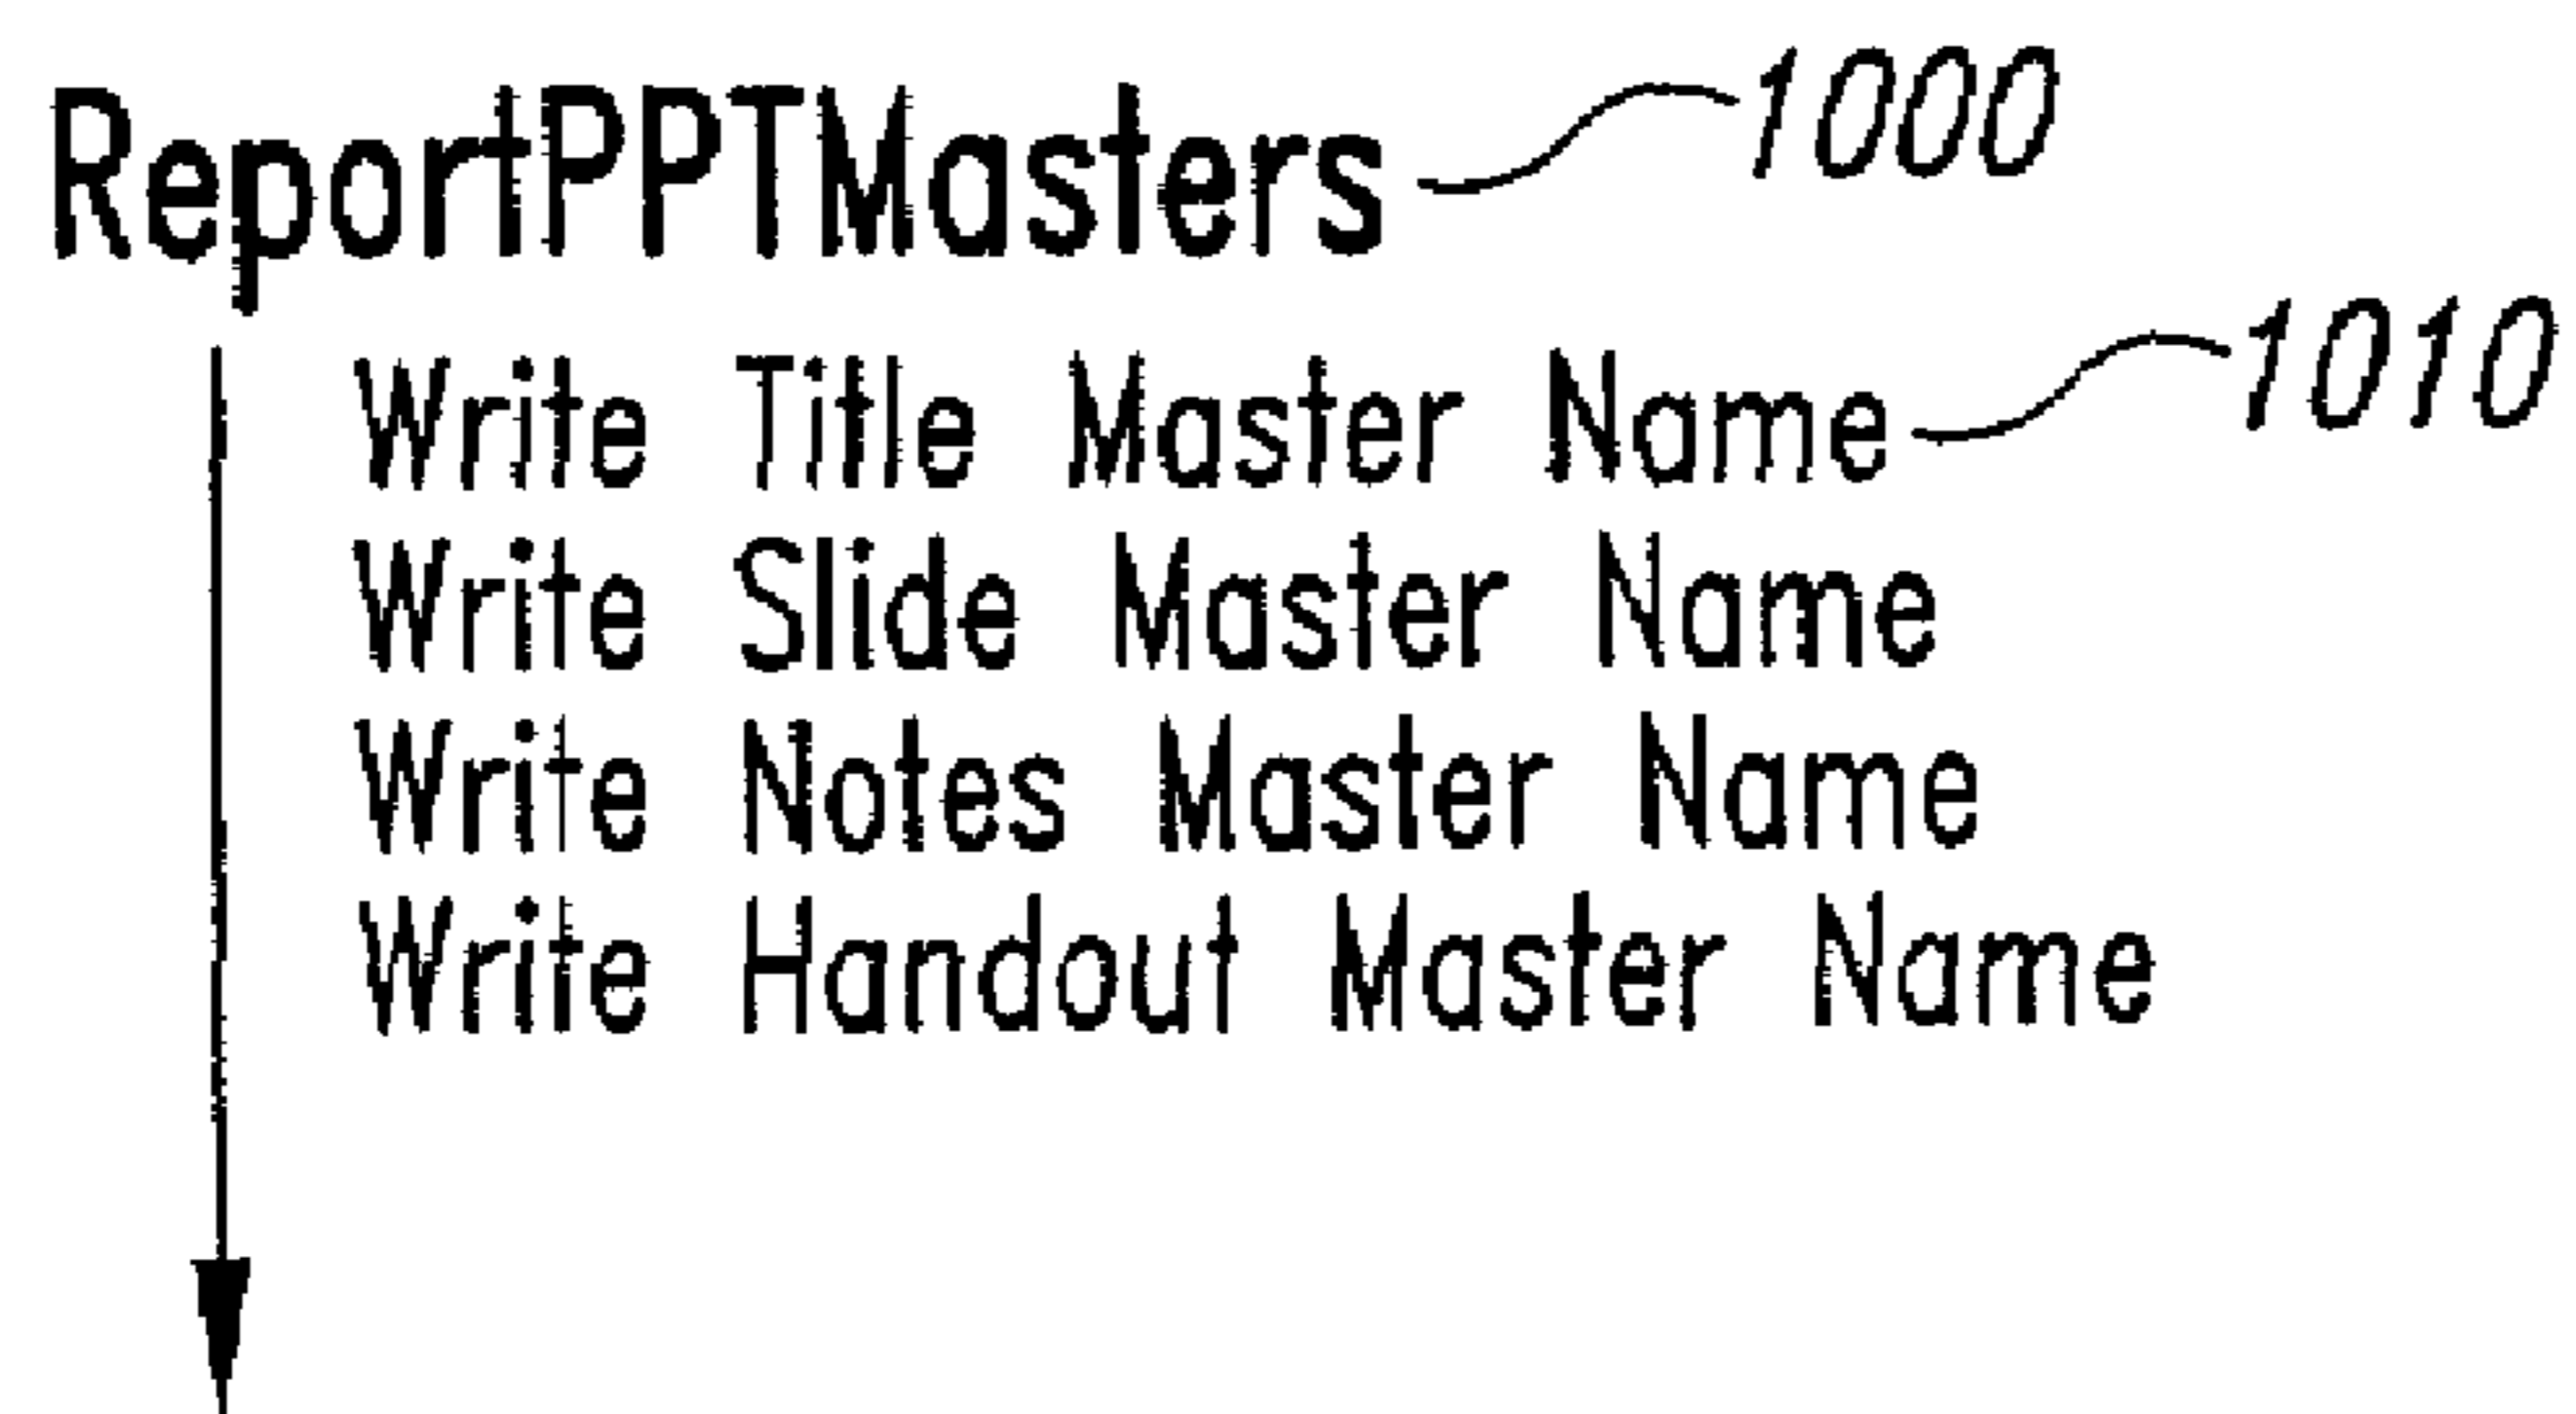 ReportPPTMasters 1000
Write Title Master Name 1010
Write Slide Master Name
Write Notes Master Name
Write Handout Master Name